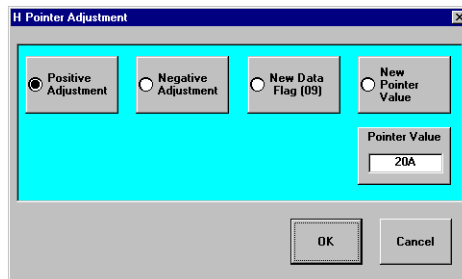 H Pointer Adjustment
Positive
Adjustment
Negative
Adjustment
New Data
Flag (09)
New
Pointer
Value
Pointer Value
20A
OK
Cancel